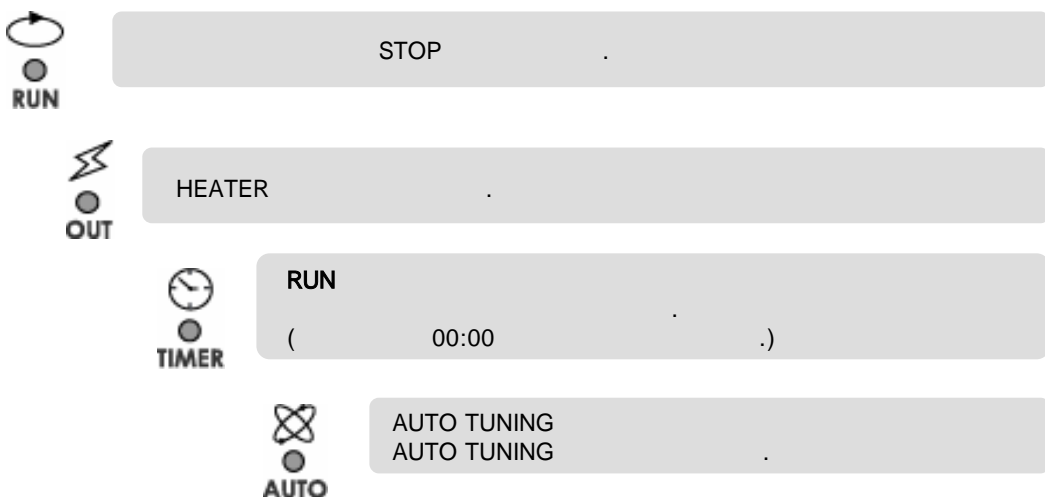 STOP .
RUN
HEATER .
OUT
RUN
.
( 00:00 .)
TIMER
AUTO TUNING
AUTO TUNING .
AUTO